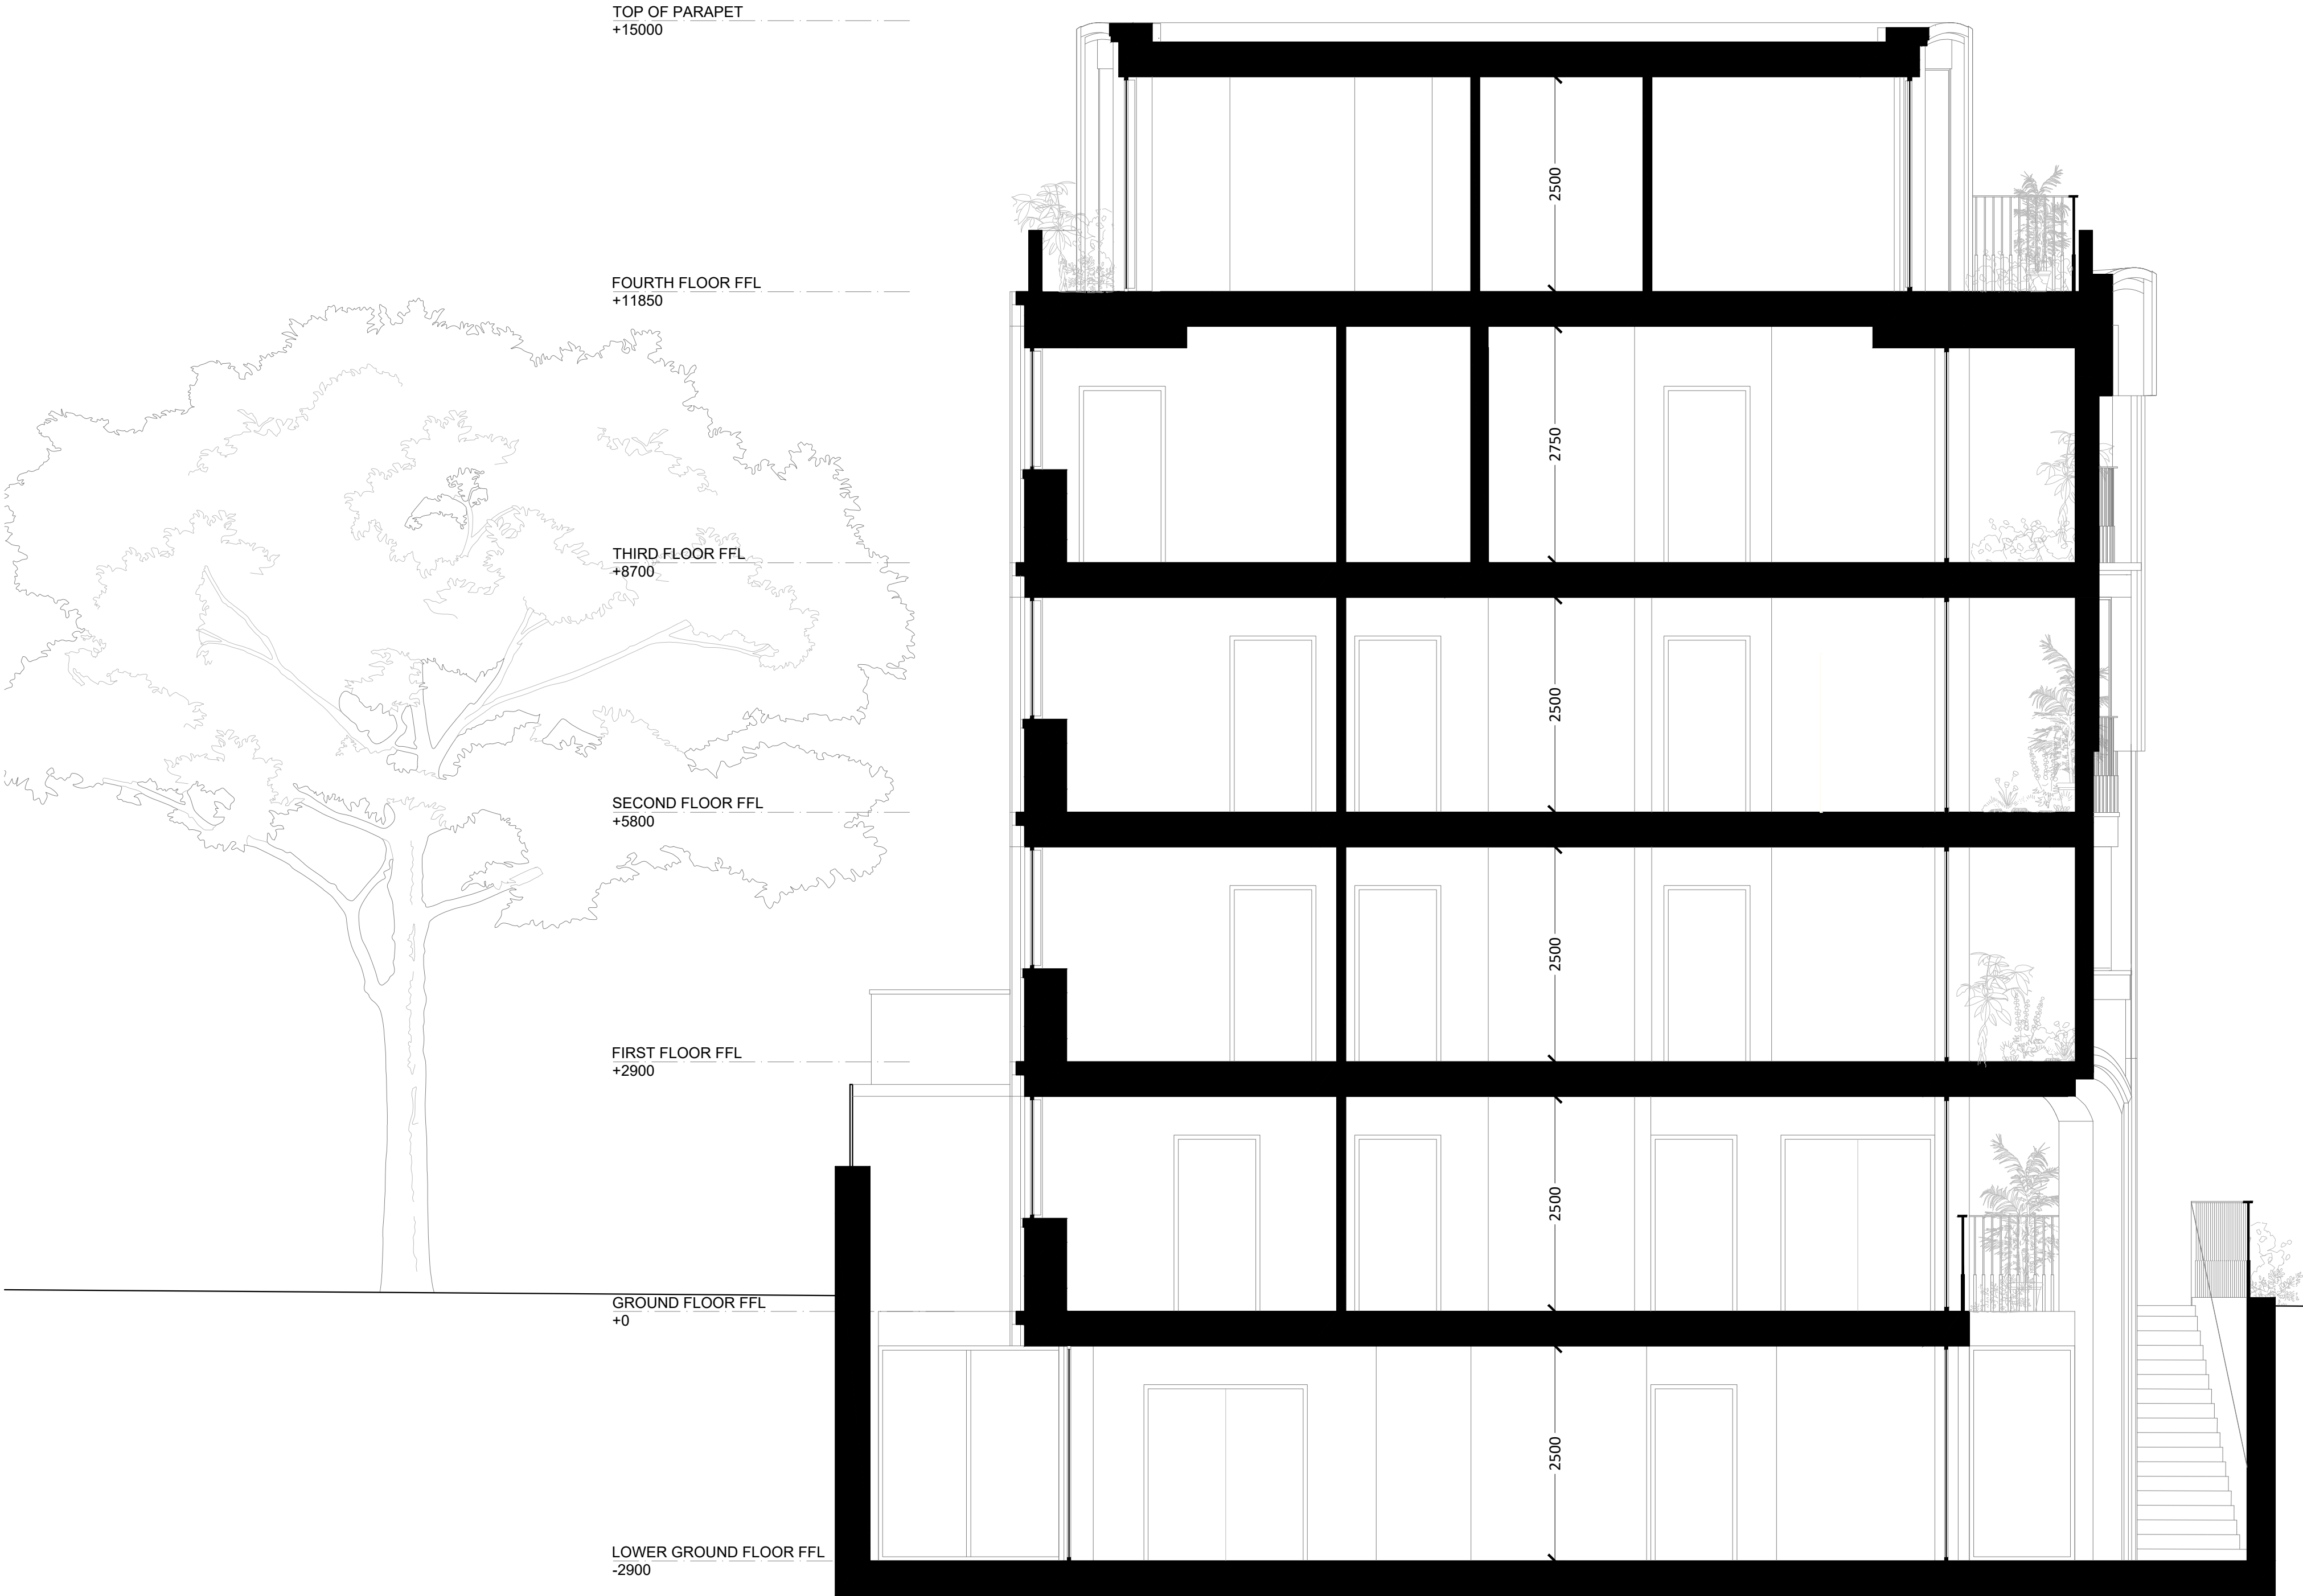 TOP OF PARAPET
+15000
2500
FOURTH FLOOR FFL
+11850
2750
THIRD FLOOR FFL
+8700
2500
SECOND FLOOR FFL
+5800
2500
FIRST FLOOR FFL
+2900
2500
GROUND FLOOR FFL
+0
2500
LOWER GROUND FLOOR FFL
-2900